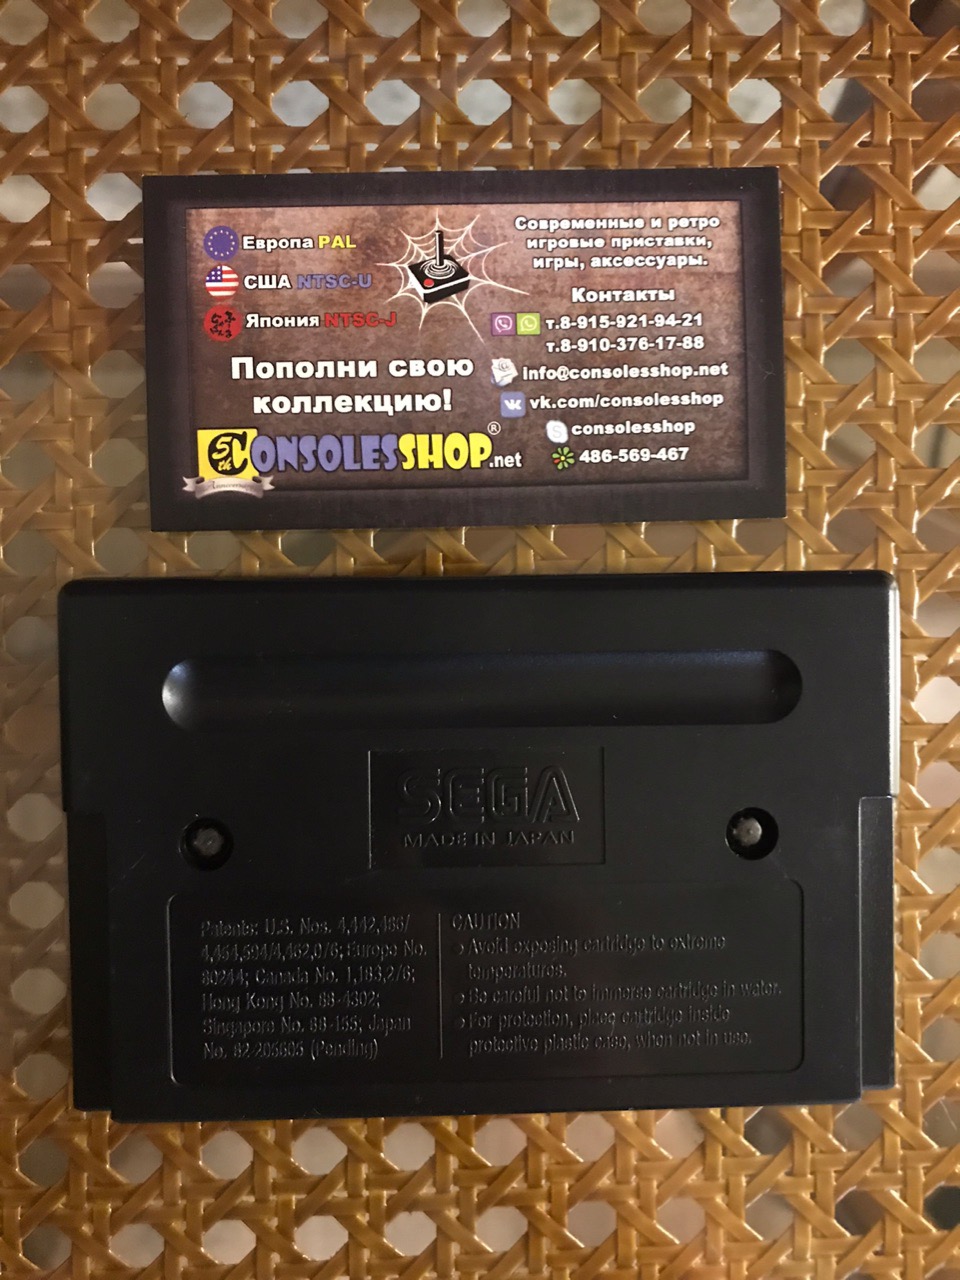 Европа PAL
США NTSC-U
Япония NTSC-J
Пополни свою
коллекцию!
5th
CONSOLESSHOP.net
®
Anniversary
Современные и ретро
игровые приставки,
игры, аксессуары.
Контакты
т.8-915-921-94-21
т.8-910-376-17-88
info@consolesshop.net
vk.com/consolesshop
consolesshop
486-569-467
SEGA
MADE IN JAPAN
Patents: U.S. Nos. 4,442,486/
4,454,594/4,462,076; Europe No.
80244; Canada No. 1,183,276;
Hong Kong No. 88-4302;
Singapore No. 88-155; Japan
No. 82-205605 (Pending)
CAUTION
• Avoid exposing cartridge to extreme
temperatures.
• Be careful not to immerse cartridge in water.
• For protection, place cartridge inside
protective plastic case, when not in use.